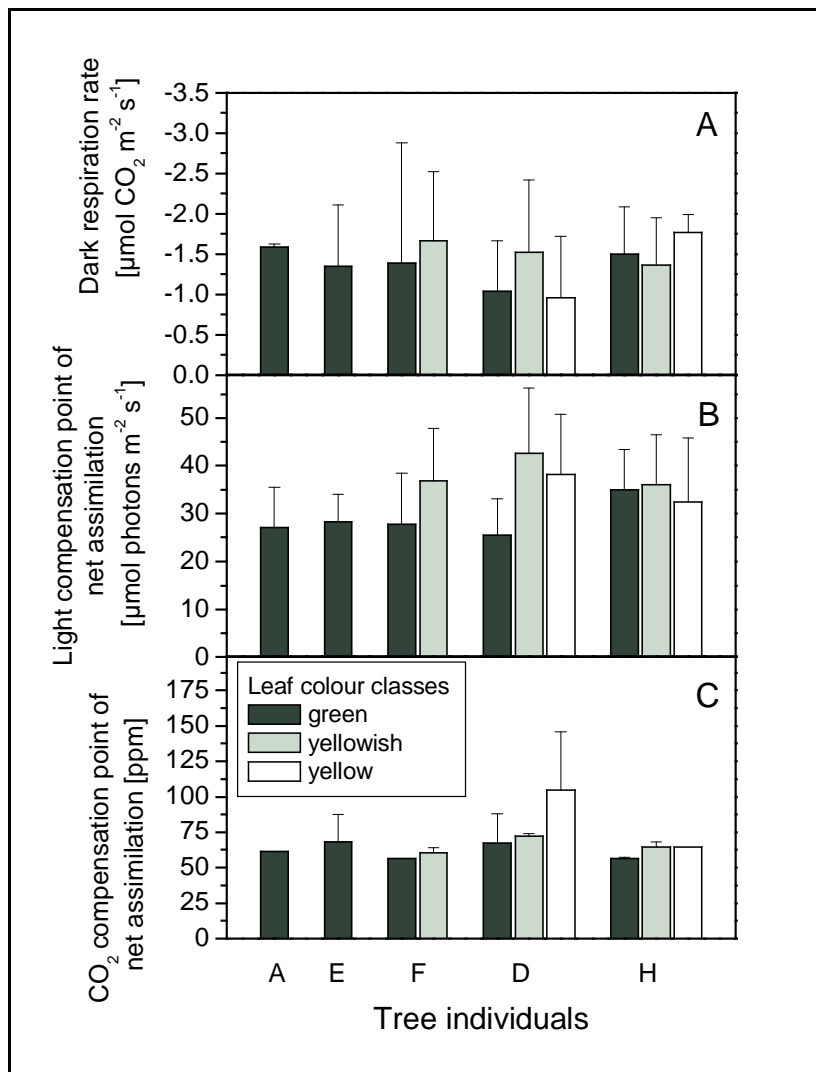 Dark respiration rate
[µmol CO₂ m⁻² s⁻¹]
-3.5
-3.0
-2.5
-2.0
-1.5
-1.0
-0.5
0.0
A
Light compensation point of
net assimilation
[µmol photons m⁻² s⁻¹]
50
40
30
20
10
0
B
CO₂ compensation point of
net assimilation [ppm]
175
150
125
100
75
50
25
0
C
Leaf colour classes
green
yellowish
yellow
A E F D H
Tree individuals